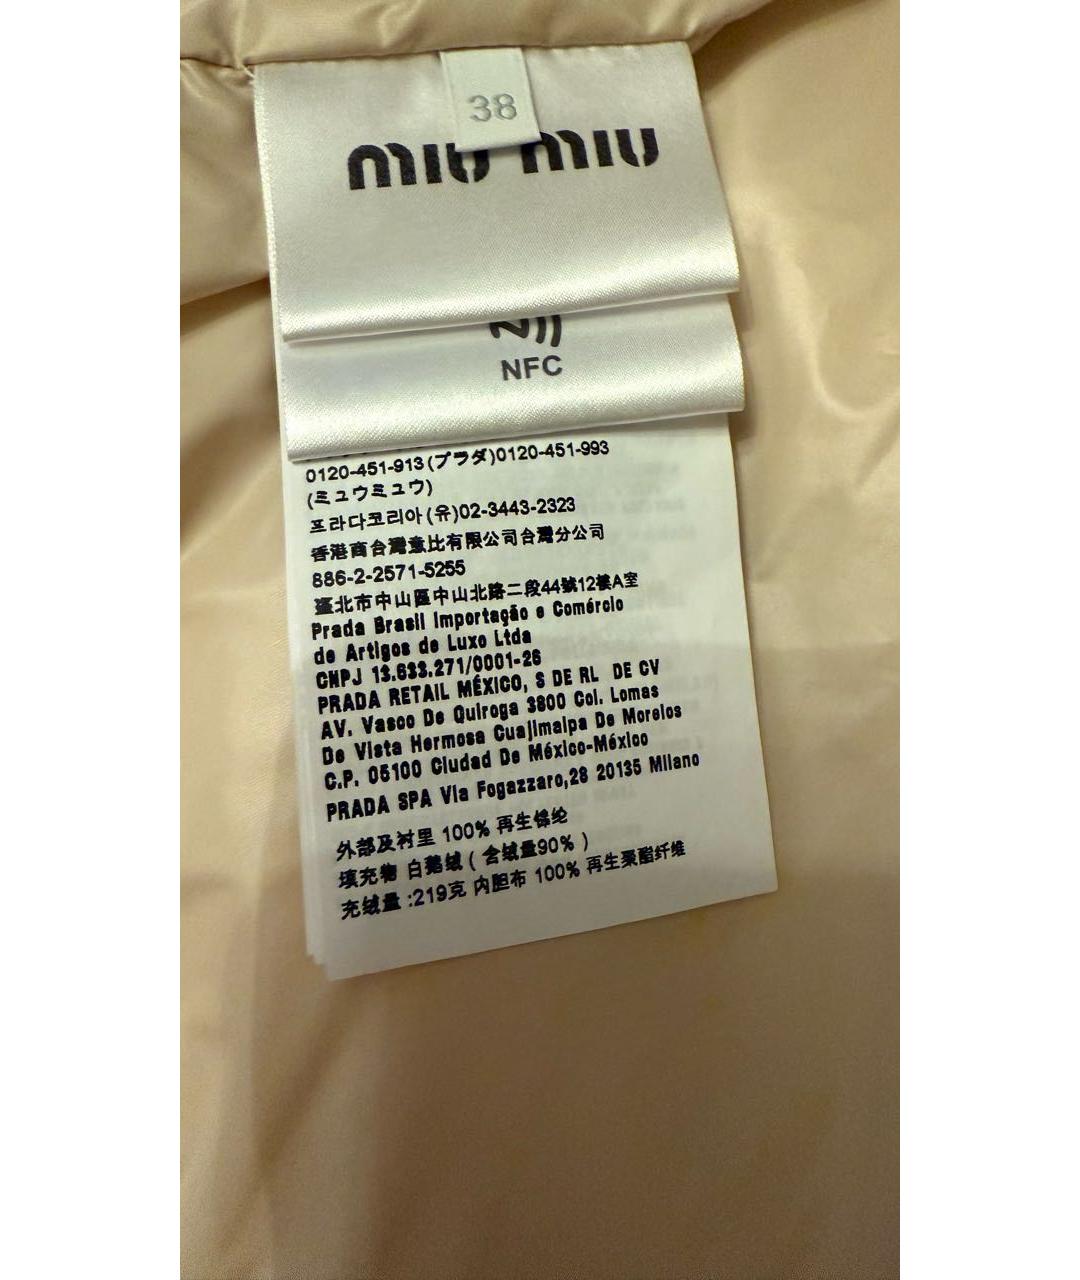 38
miu miu
NFC
0120-451-913(プラダ)0120-451-993
(ミュウミュウ)
프라다코리아(유)02-3443-2323
香港商台灣意比有限公司台灣分公司
886-2-2571-5255
臺北市中山區中山北路二段44號12樓A室
Prada Brasil Importação e Comércio
de Artigos de Luxo Ltda
CNPJ 13.633.271/0001-26
PRADA RETAIL MÉXICO, S DE RL DE CV
AV. Vasco De Quiroga 3800 Col. Lomas
De Vista Hermosa Cuajimalpa De Morelos
C.P. 05100 Ciudad De México-México
PRADA SPA Via Fogazzaro,28 20135 Milano
外部及衬里 100% 再生锦纶
填充物 白鹅绒 ( 含绒量90% )
充绒量 :219克 内胆布 100% 再生聚酯纤维